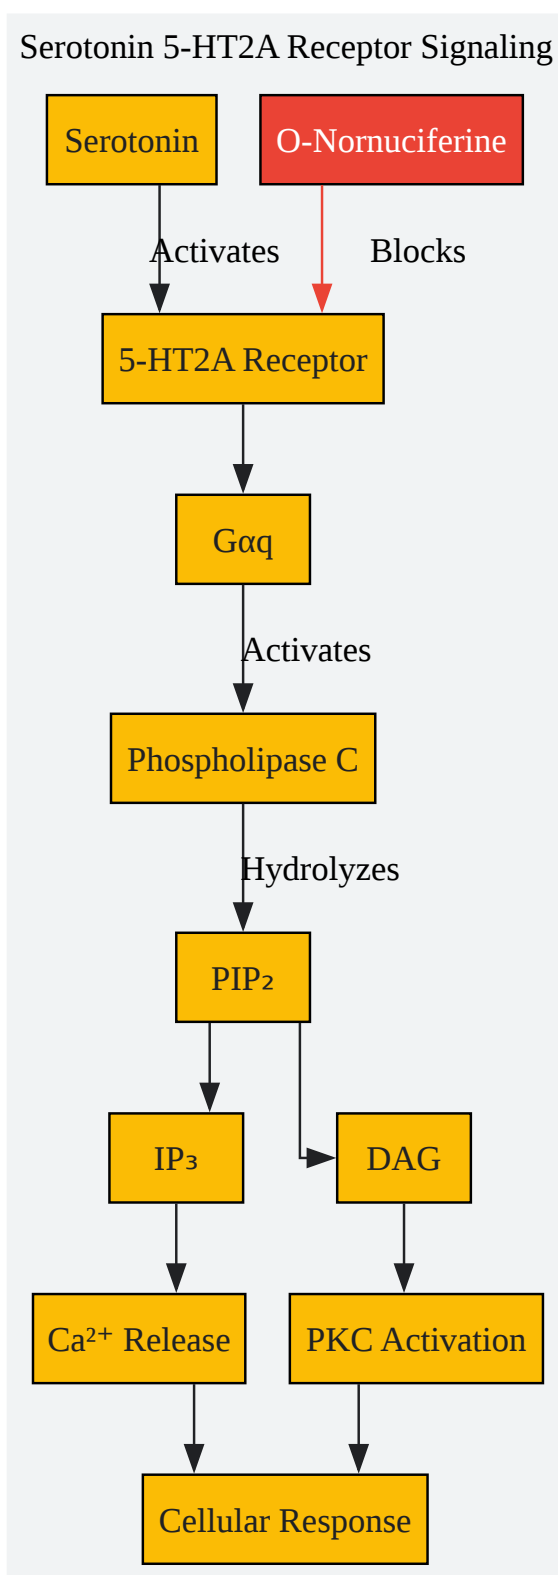 Serotonin 5-HT2A Receptor Signaling
Serotonin
O-Nornuciferine
Activates
Blocks
5-HT2A Receptor
Gαq
Activates
Phospholipase C
Hydrolyzes
PIP₂
IP₃
DAG
Ca²⁺ Release
PKC Activation
Cellular Response